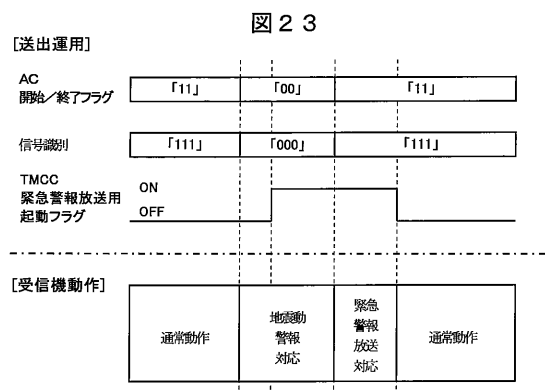 図２３
[送出運用]
AC
開始／終了フラグ
「11」
「00」
「11」
信号識別
「111」
「000」
「111」
TMCC
緊急警報放送用
起動フラグ
ON
OFF
[受信機動作]
通常動作
地震動
警報
対応
緊急
警報
放送
対応
通常動作